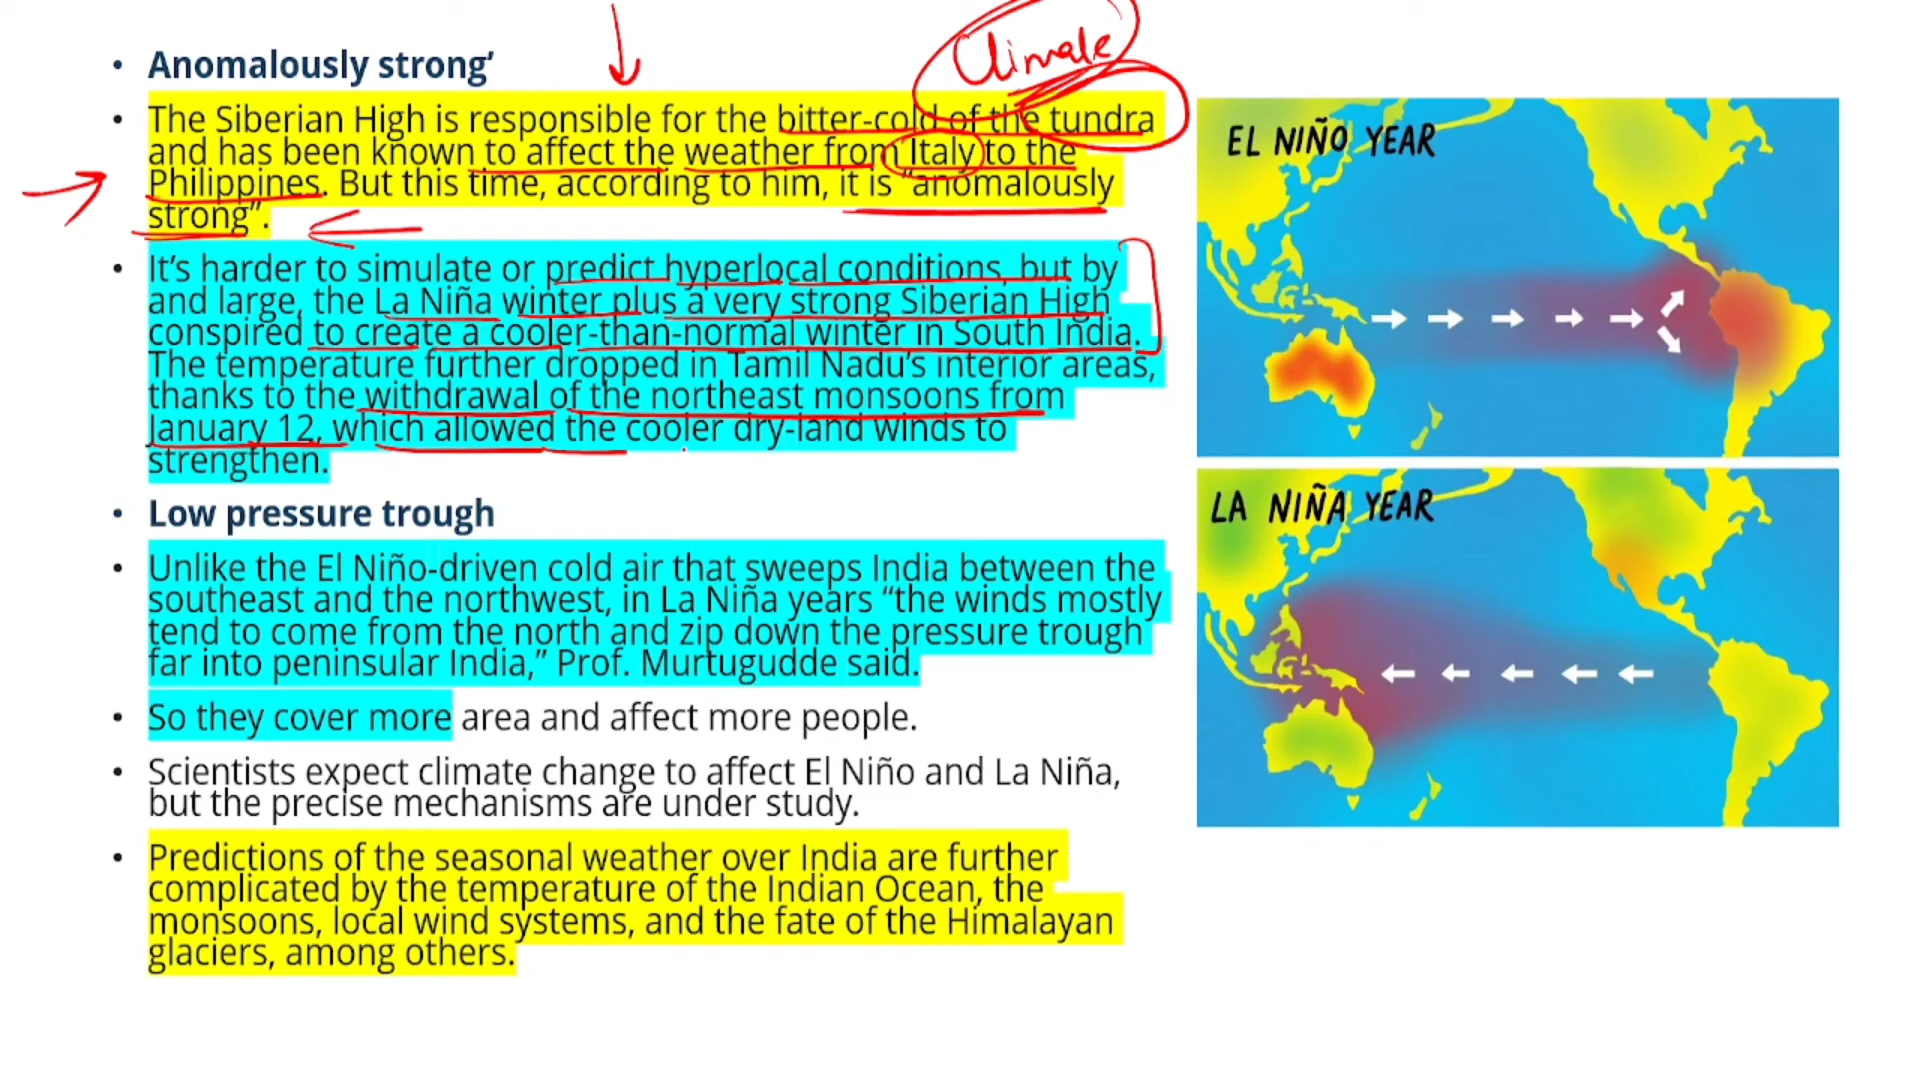 Climate
• Anomalously strong’
• The Siberian High is responsible for the bitter-cold of the tundra
and has been known to affect the weather from Italy to the
Philippines. But this time, according to him, it is “anomalously
strong”.
• It’s harder to simulate or predict hyperlocal conditions, but by
and large, the La Niña winter plus a very strong Siberian High
conspired to create a cooler-than-normal winter in South India.
The temperature further dropped in Tamil Nadu’s interior areas,
thanks to the withdrawal of the northeast monsoons from
January 12, which allowed the cooler dry-land winds to
strengthen.
• Low pressure trough
• Unlike the El Niño-driven cold air that sweeps India between the
southeast and the northwest, in La Niña years “the winds mostly
tend to come from the north and zip down the pressure trough
far into peninsular India,” Prof. Murtugudde said.
• So they cover more area and affect more people.
• Scientists expect climate change to affect El Niño and La Niña,
but the precise mechanisms are under study.
• Predictions of the seasonal weather over India are further
complicated by the temperature of the Indian Ocean, the
monsoons, local wind systems, and the fate of the Himalayan
glaciers, among others.
EL NIÑO YEAR
LA NIÑA YEAR